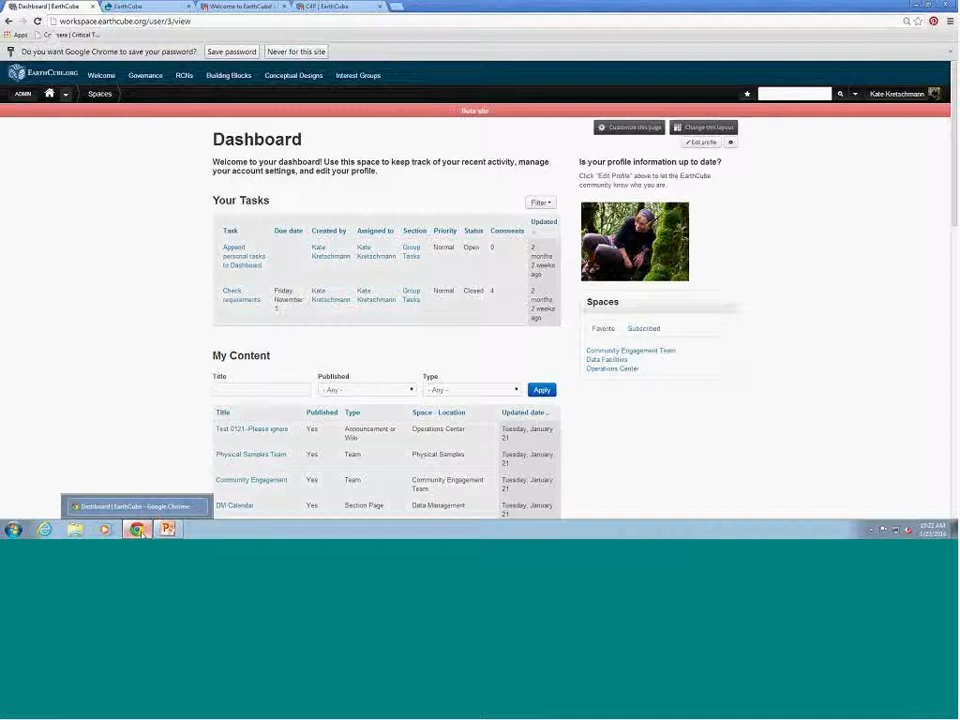 Dashboard | EarthCube
EarthCube
Welcome to EarthCube!
C4P | EarthCube
workspace.earthcube.org/user/3/view
Apps
Critical T...
Do you want Google Chrome to save your password? Save password Never for this site
EARTHCUBE.ORG Welcome Governance RCNs Building Blocks Conceptual Designs Interest Groups
ADMIN Spaces Kate Kretschmann
Beta site
Customize this page Change this layout
Edit profile
Dashboard
Welcome to your dashboard! Use this space to keep track of your recent activity, manage
your account settings, and edit your profile.
Is your profile information up to date?
Click "Edit Profile" above to let the EarthCube
community know who you are.
Your Tasks
Filter
Task Due date Created by Assigned to Section Priority Status Comments Updated
Append personal tasks to Dashboard Kate Kretschmann Kate Kretschmann Group Tasks Normal Open 0 2 months 2 weeks ago
Check requirements Friday, November 1 Kate Kretschmann Kate Kretschmann Group Tasks Normal Closed 4 2 months 2 weeks ago
Spaces
Favorite Subscribed
Community Engagement Team
Data Facilities
Operations Center
My Content
Title Published Type
- Any - - Any - Apply
Title Published Type Space - Location Updated date
Test 0121-Please ignore Yes Announcement or Wiki Operations Center Tuesday, January 21
Physical Samples Team Yes Team Physical Samples Tuesday, January 21
Community Engagement Yes Team Community Engagement Team Tuesday, January 21
DM Calendar Yes Section Page Data Management Tuesday, January 21
Dashboard | EarthCube - Google Chrome
10:22 AM
1/22/2014